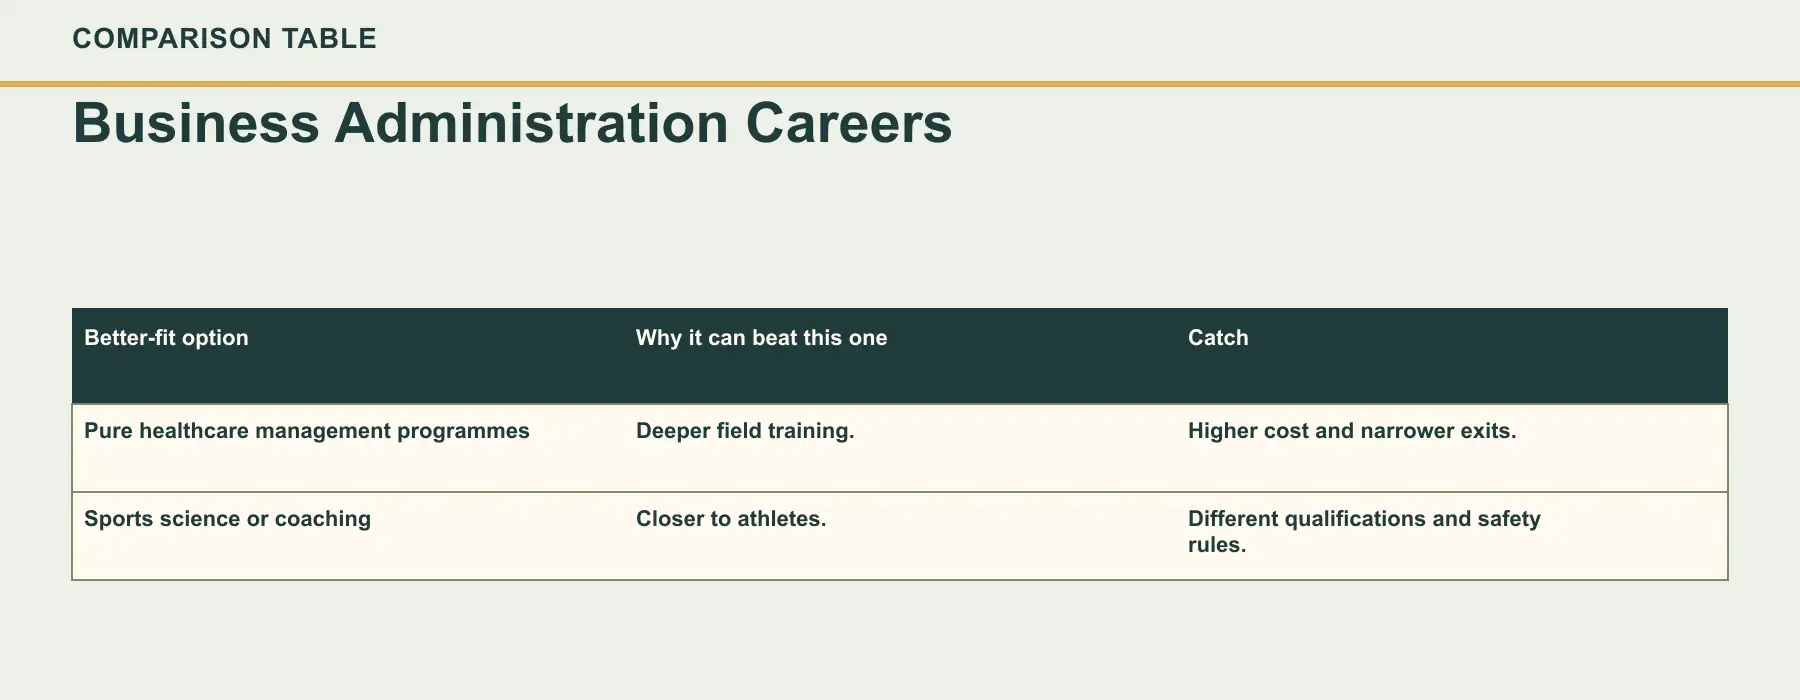 COMPARISON TABLE
Business Administration Careers
Better-fit option
Why it can beat this one
Catch
Pure healthcare management programmes
Deeper field training.
Higher cost and narrower exits.
Sports science or coaching
Closer to athletes.
Different qualifications and safety
rules.